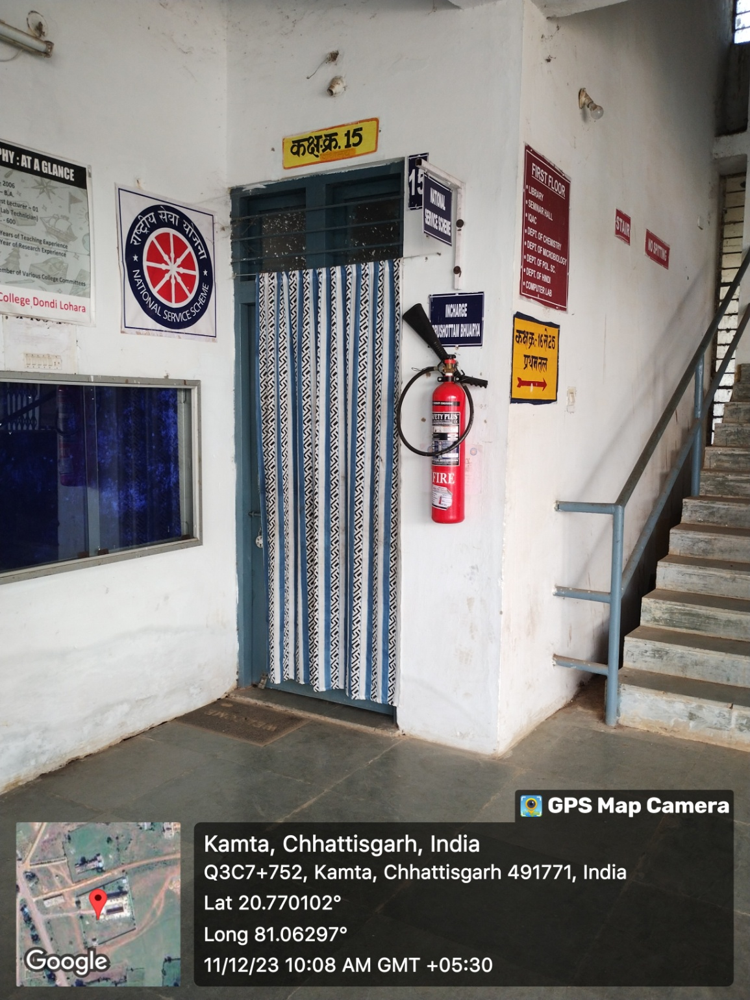 PHY : AT A GLANCE
2006
- B.A.
Lecturer - 01
Lab Technician)
- 600
Years of Teaching Experience
Year of Research Experience
Member of Various College Committees
College Dondi Lohara
राष्ट्रीय सेवा योजना
NATIONAL SERVICE SCHEME
कक्ष-क्र. 15
15
NATIONAL
SERVICE SCHEME
INCHARGE
RUSHOTTAM BHUARYA
FETY PLUS
FIRE
FIRST FLOOR
• LIBRARY
• SEMINAR HALL
• IQAC
• DEPT. OF CHEMISTRY
• DEPT. OF MICROBIOLOGY
• DEPT. OF POL. SC.
• DEPT. OF HINDI
• COMPUTER LAB
कक्ष क्र.-16 से 25
प्रथम तल
STAIR
NO SPITTING
GPS Map Camera
Kamta, Chhattisgarh, India
Q3C7+752, Kamta, Chhattisgarh 491771, India
Lat 20.770102°
Long 81.06297°
11/12/23 10:08 AM GMT +05:30
Google